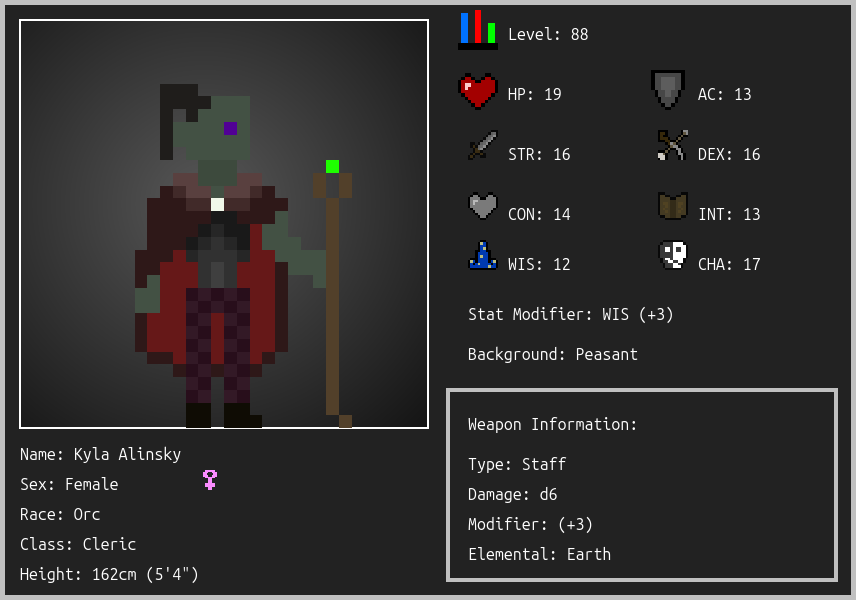 Level: 88
HP: 19
AC: 13
STR: 16
DEX: 16
CON: 14
INT: 13
WIS: 12
CHA: 17
Stat Modifier: WIS (+3)
Background: Peasant
Weapon Information:
Type: Staff
Damage: d6
Modifier: (+3)
Elemental: Earth
Name: Kyla Alinsky
Sex: Female
Race: Orc
Class: Cleric
Height: 162cm (5'4")